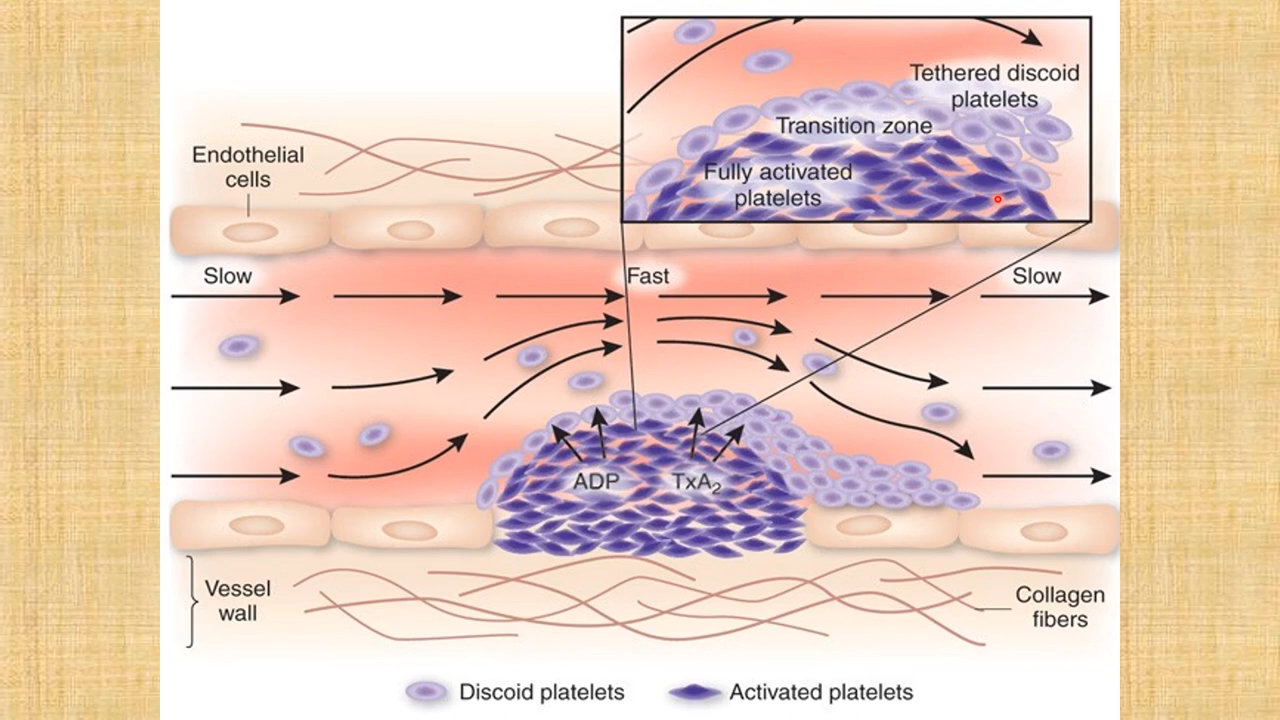 Tethered discoid
platelets
Transition zone
Fully activated
platelets
Endothelial
cells
Slow
Fast
Slow
ADP
TxA₂
Vessel
wall
Collagen
fibers
Discoid platelets
Activated platelets